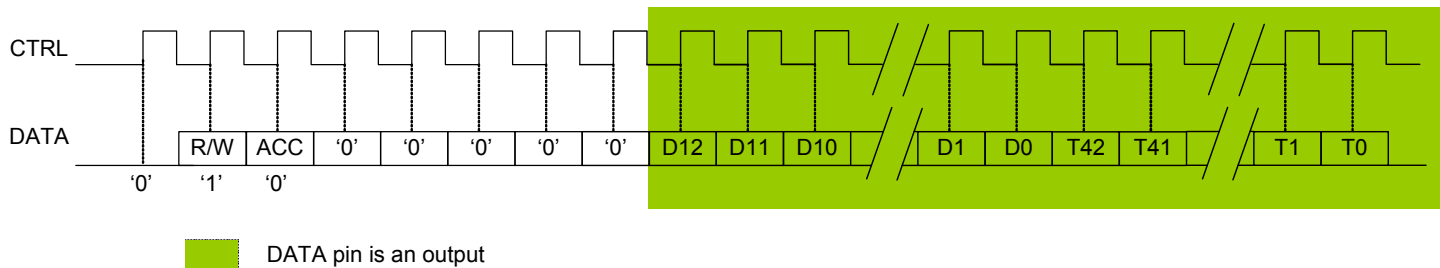 CTRL
DATA R/W ACC ‘0’ ‘0’ ‘0’ ‘0’ ‘0’ D12 D11 D10 D1 D0 T42 T41 T1 T0
‘0’ ‘1’ ‘0’
DATA pin is an output